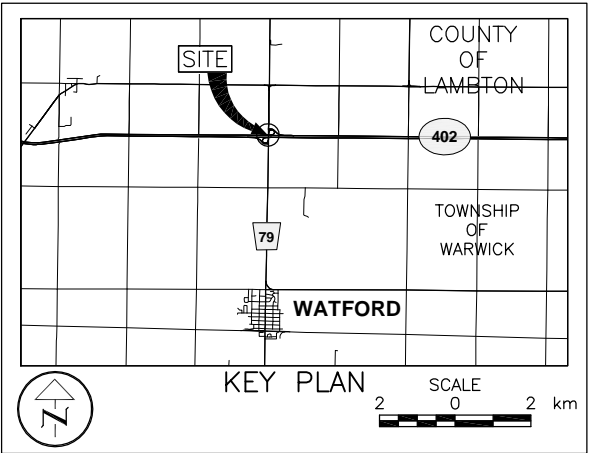 COUNTY
OF
LAMBTON
SITE
402
TOWNSHIP
OF
WARWICK
79
WATFORD
KEY PLAN
SCALE
2 0 2 km
N